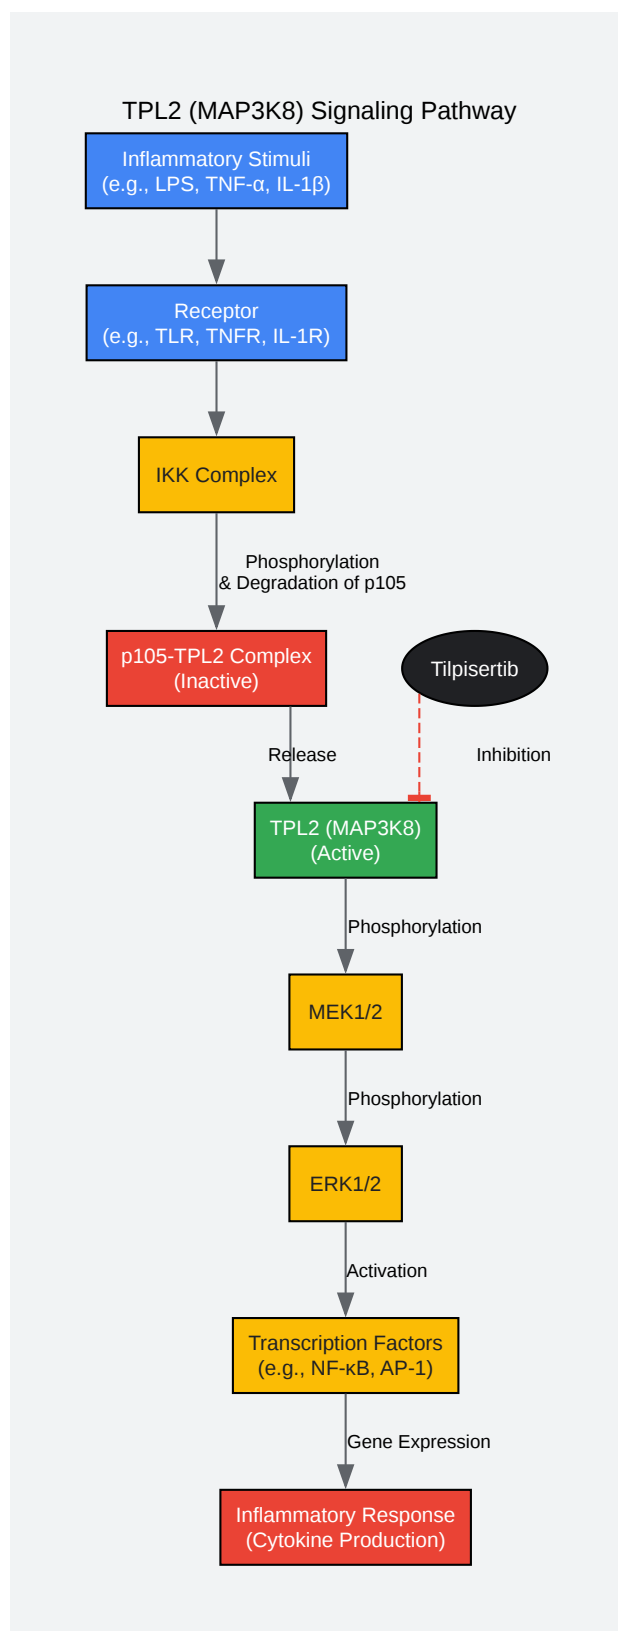 TPL2 (MAP3K8) Signaling Pathway
Inflammatory Stimuli
(e.g., LPS, TNF-α, IL-1β)
Receptor
(e.g., TLR, TNFR, IL-1R)
IKK Complex
Phosphorylation
& Degradation of p105
p105-TPL2 Complex
(Inactive)
Tilpisertib
Release
Inhibition
TPL2 (MAP3K8)
(Active)
Phosphorylation
MEK1/2
Phosphorylation
ERK1/2
Activation
Transcription Factors
(e.g., NF-κB, AP-1)
Gene Expression
Inflammatory Response
(Cytokine Production)